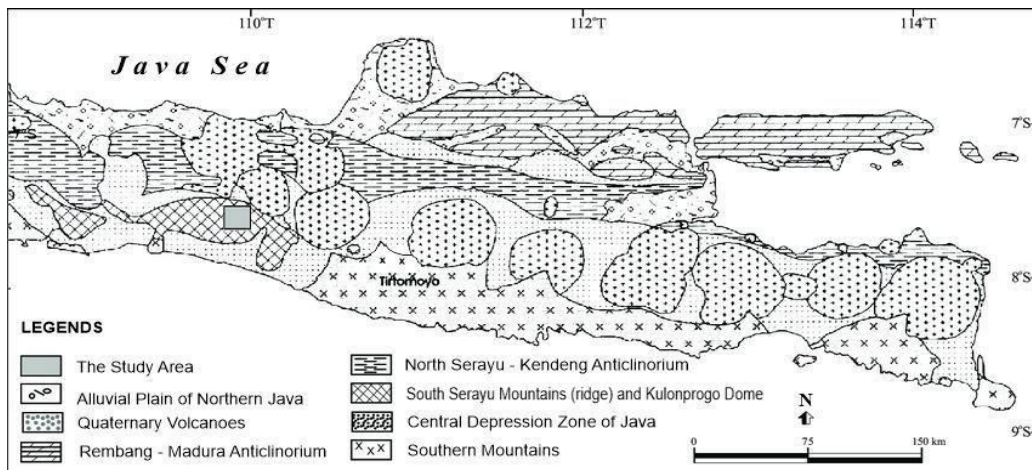 110°T
112°T
114°T
Java Sea
7°S
7°S
Tirtomoyo
8°S
LEGENDS
The Study Area
Alluvial Plain of Northern Java
Quaternary Volcanoes
Rembang - Madura Anticlinorium
North Serayu - Kendeng Anticlinorium
South Serayu Mountains (ridge) and Kulonprogo Dome
Central Depression Zone of Java
Southern Mountains
N
0 75 150 km
9°S